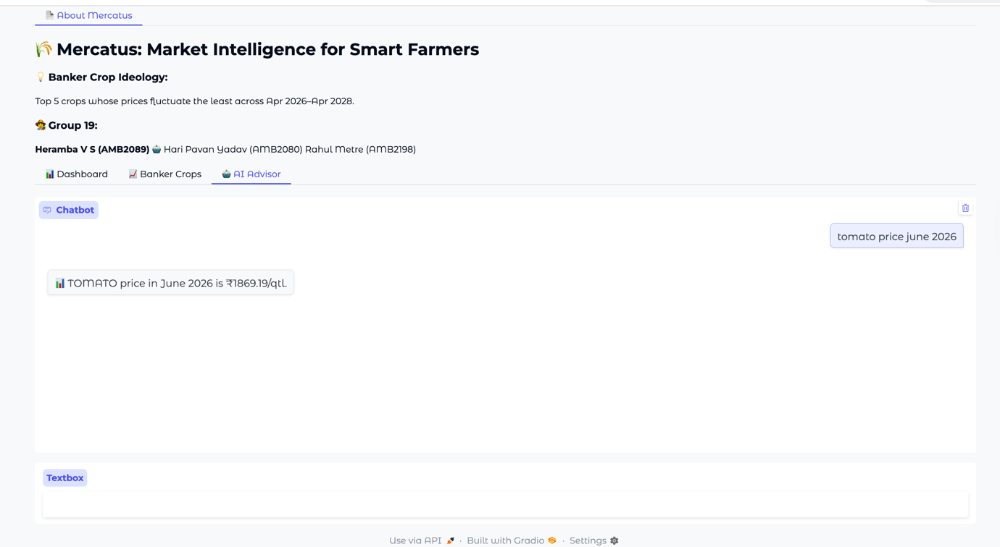 About Mercatus
🌾 Mercatus: Market Intelligence for Smart Farmers
💡 Banker Crop Ideology:
Top 5 crops whose prices fluctuate the least across Apr 2026–Apr 2028.
Group 19:
Heramba V S (AMB2089) 🤖 Hari Pavan Yadav (AMB2080) Rahul Metre (AMB2198)
📊 Dashboard 📈 Banker Crops 🤖 AI Advisor
Chatbot
tomato price june 2026
📊 TOMATO price in June 2026 is ₹1869.19/qtl.
Textbox
Use via API 🚀 · Built with Gradio · Settings ⚙️